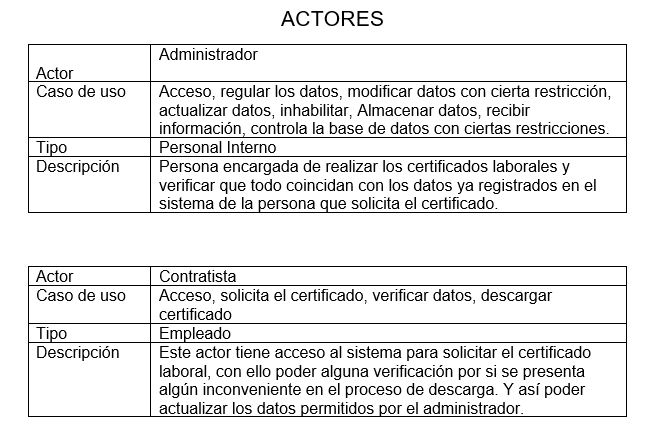 ACTORES
Administrador
Actor
Caso de uso Acceso, regular los datos, modificar datos con cierta restricción,
actualizar datos, inhabilitar, Almacenar datos, recibir
información, controla la base de datos con ciertas restricciones.
Tipo Personal Interno
Descripción Persona encargada de realizar los certificados laborales y
verificar que todo coincidan con los datos ya registrados en el
sistema de la persona que solicita el certificado.
Actor Contratista
Caso de uso Acceso, solicita el certificado, verificar datos, descargar
certificado
Tipo Empleado
Descripción Este actor tiene acceso al sistema para solicitar el certificado
laboral, con ello poder alguna verificación por si se presenta
algún inconveniente en el proceso de descarga. Y así poder
actualizar los datos permitidos por el administrador.